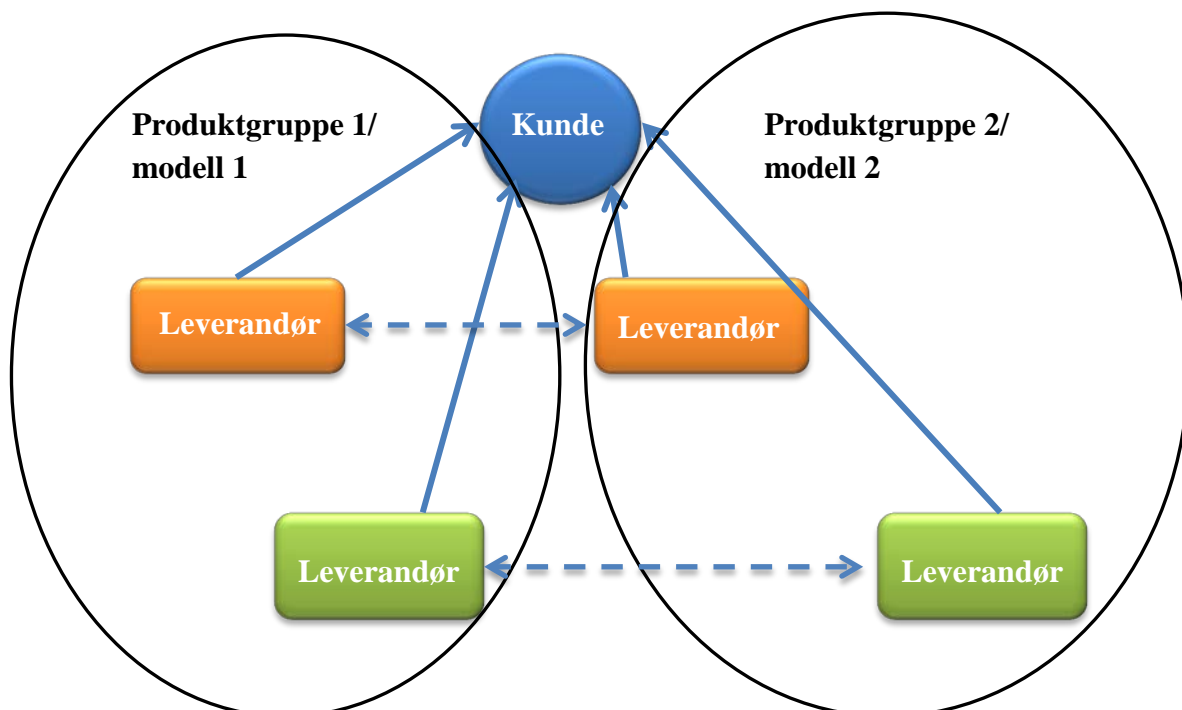 Produktgruppe 1/
modell 1
Kunde
Produktgruppe 2/
modell 2
Leverandør
Leverandør
Leverandør
Leverandør